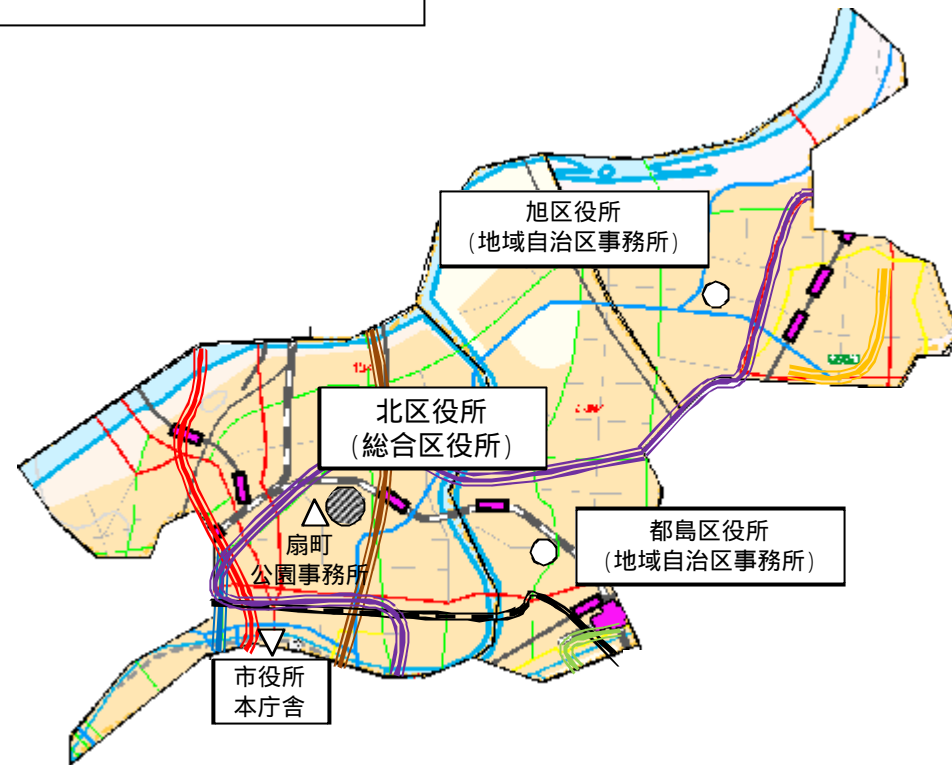 旭区役所
(地域自治区事務所)
北区役所
(総合区役所)
都島区役所
(地域自治区事務所)
扇町
公園事務所
市役所
本庁舎